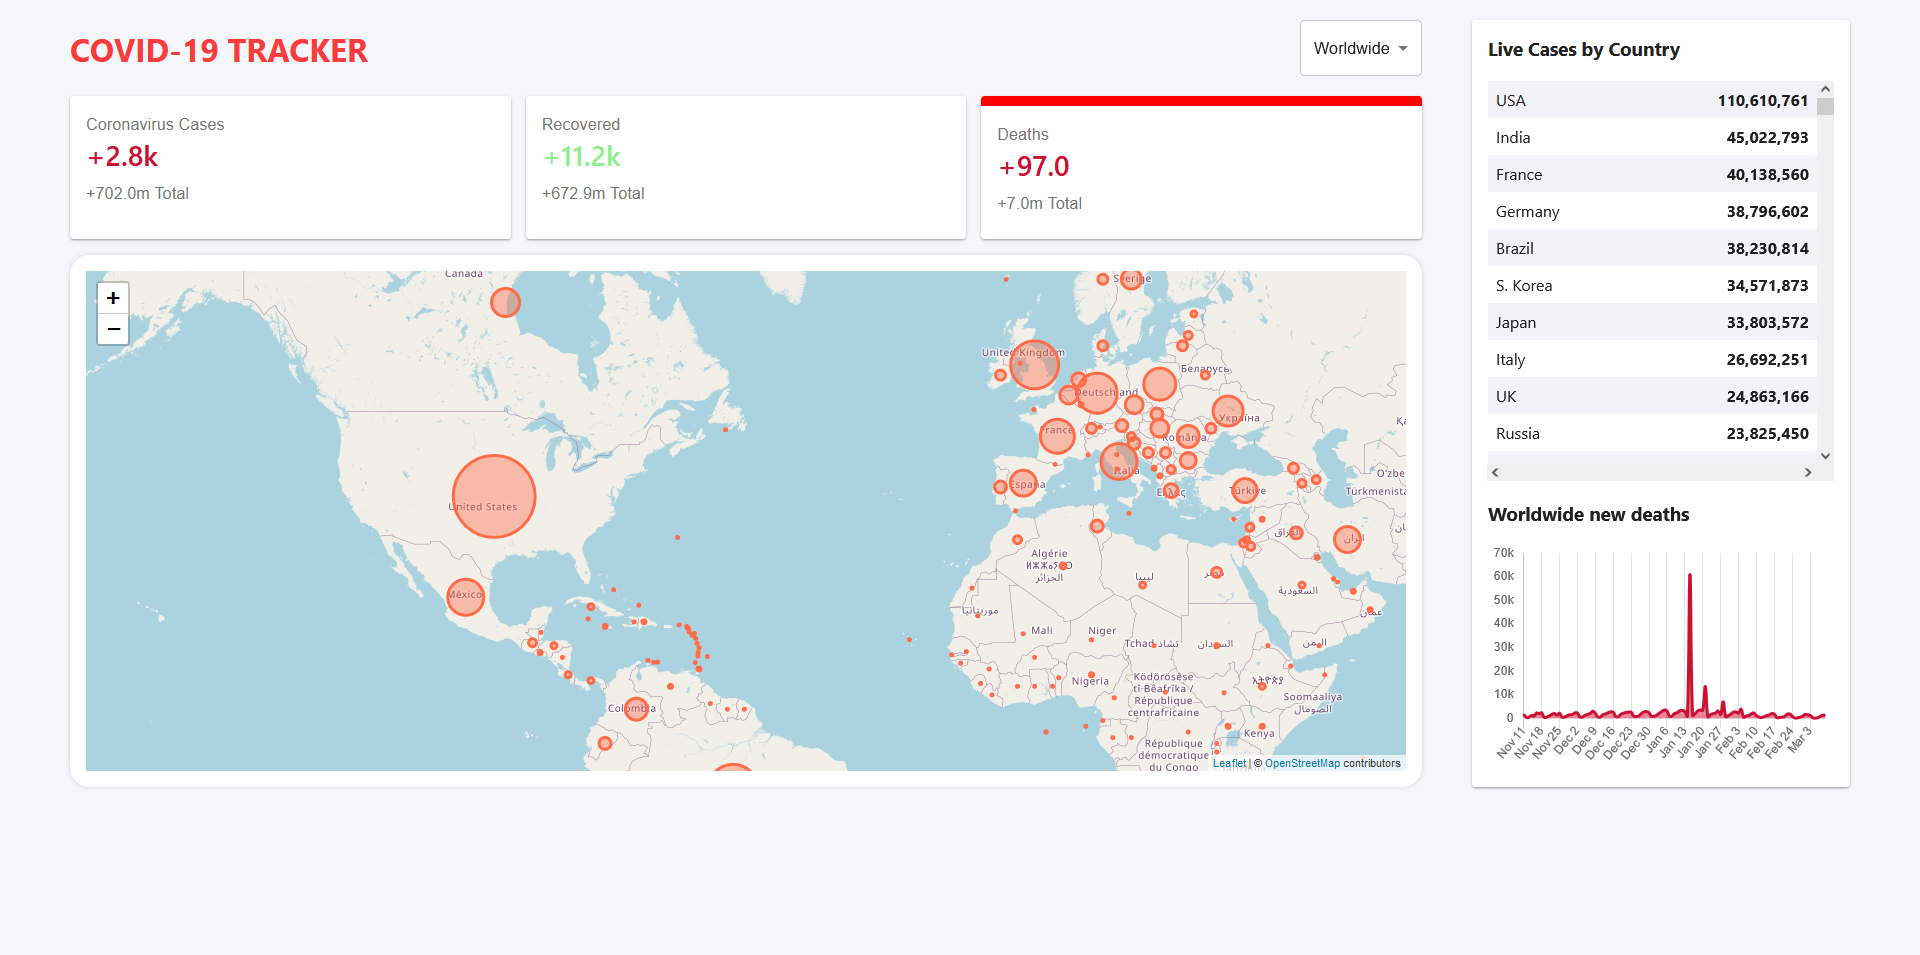 COVID-19 TRACKER
Worldwide
Coronavirus Cases
+2.8k
+702.0m Total
Recovered
+11.2k
+672.9m Total
Deaths
+97.0
+7.0m Total
+
−
Canada
United States
México
Colombia
Sverige
United Kingdom
Беларусь
Deutschland
Україна
France
România
Italia
España
Ελλάς
Türkiye
O'zbe
Türkmenista
Algérie
ⵍⵣⵣⴰⵢⴻⵔ
الجزائر
ليبيا
مصر
العراق
ایران
السعودية
عمان
موريتانيا
Mali
Niger
Tchad تشاد
السودان
اليمن
Nigeria
Ködörösêse
tî Bêafrîka /
République
centrafricaine
Soomaaliya
الصومال
Kenya
République
démocratique
du Congo
Leaflet | © OpenStreetMap contributors
Live Cases by Country
USA 110,610,761
India 45,022,793
France 40,138,560
Germany 38,796,602
Brazil 38,230,814
S. Korea 34,571,873
Japan 33,803,572
Italy 26,692,251
UK 24,863,166
Russia 23,825,450
Worldwide new deaths
70k
60k
50k
40k
30k
20k
10k
0
Nov 11
Nov 18
Nov 25
Dec 2
Dec 9
Dec 16
Dec 23
Dec 30
Jan 6
Jan 13
Jan 20
Jan 27
Feb 3
Feb 10
Feb 17
Feb 24
Mar 3